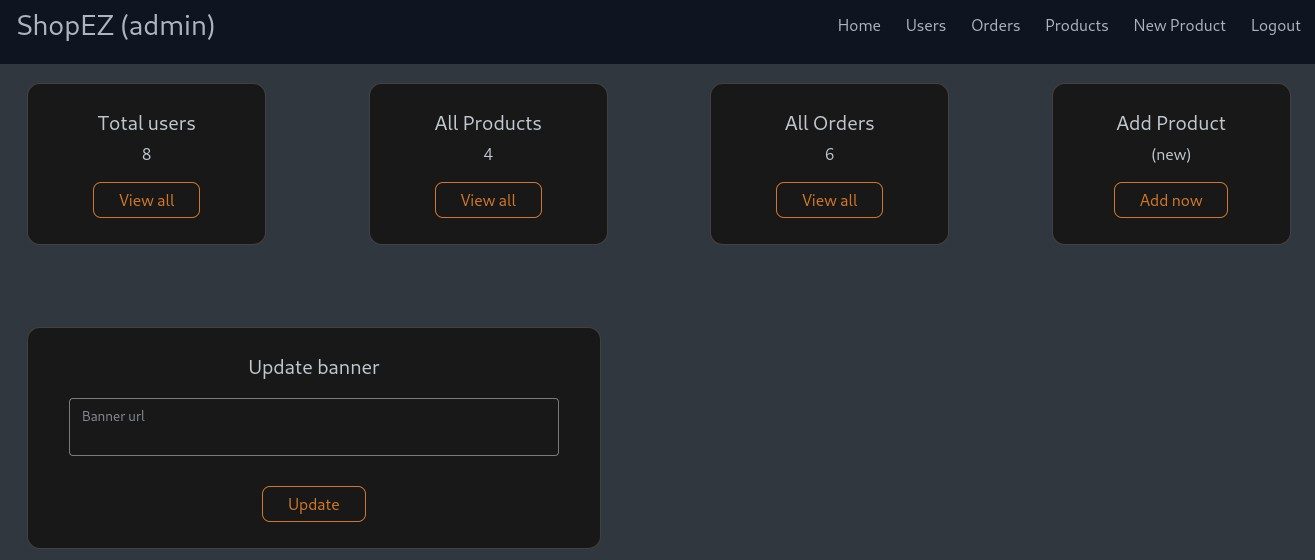 ShopEZ (admin)
Home Users Orders Products New Product Logout
Total users
8
View all
All Products
4
View all
All Orders
6
View all
Add Product
(new)
Add now
Update banner
Banner url
Update